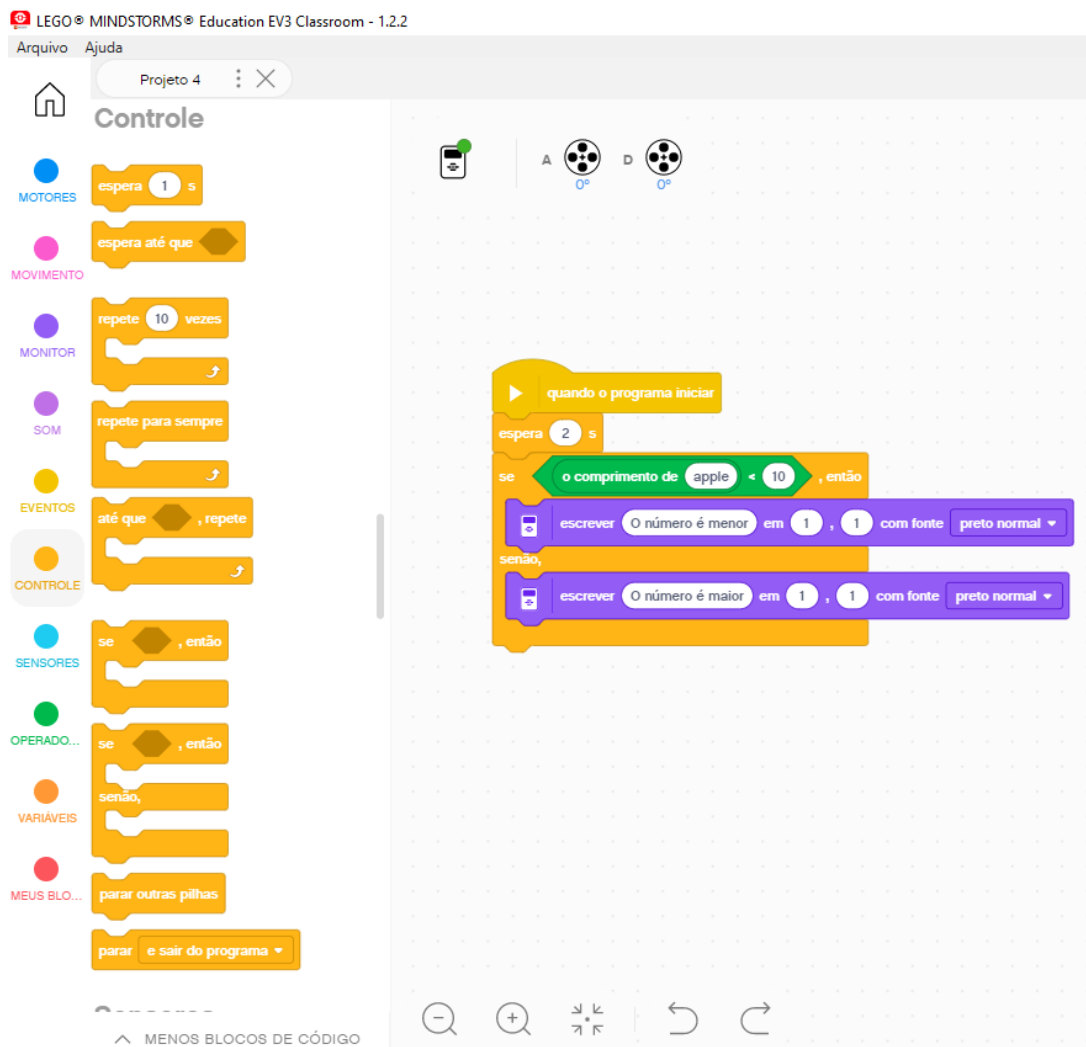 LEGO® MINDSTORMS® Education EV3 Classroom - 1.2.2
Arquivo Ajuda
Projeto 4
Controle
MOTORES
MOVIMENTO
MONITOR
SOM
EVENTOS
CONTROLE
SENSORES
OPERADO...
VARIÁVEIS
MEUS BLO...
espera 1 s
espera até que
repete 10 vezes
repete para sempre
até que , repete
se , então
se , então
senão,
parar outras pilhas
parar e sair do programa
MENOS BLOCOS DE CÓDIGO
A 0° D 0°
quando o programa iniciar
espera 2 s
se o comprimento de apple < 10 , então
escrever O número é menor em 1 , 1 com fonte preto normal
senão,
escrever O número é maior em 1 , 1 com fonte preto normal